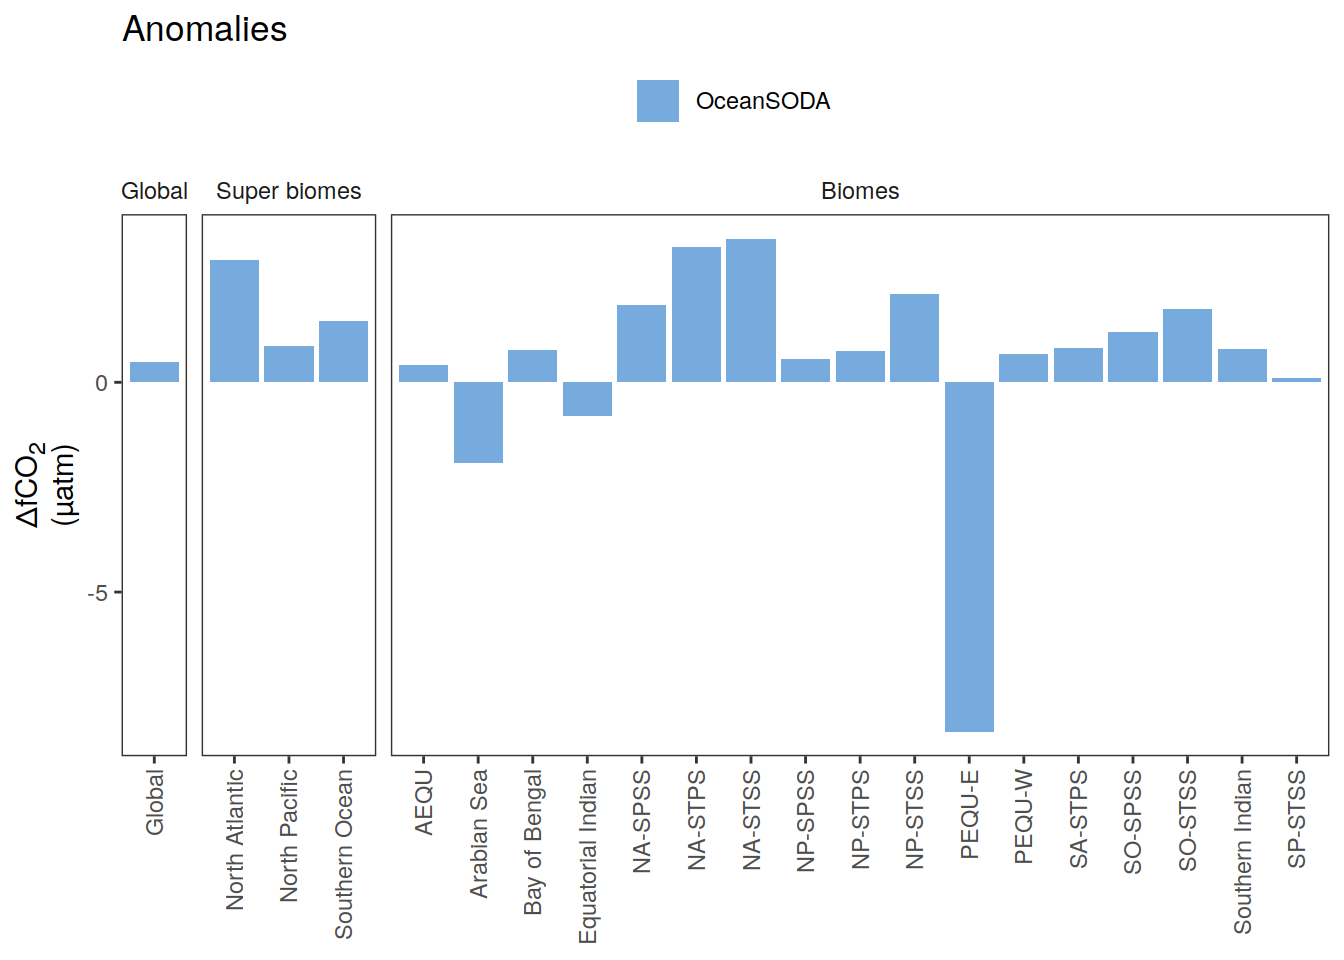 Anomalies
OceanSODA
Global
Super biomes
Biomes
0
-5
ΔfCO₂
(µatm)
Global
North Atlantic
North Pacific
Southern Ocean
AEQU
Arabian Sea
Bay of Bengal
Equatorial Indian
NA-SPSS
NA-STPS
NA-STSS
NP-SPSS
NP-STPS
NP-STSS
PEQU-E
PEQU-W
SA-STPS
SO-SPSS
SO-STSS
Southern Indian
SP-STSS